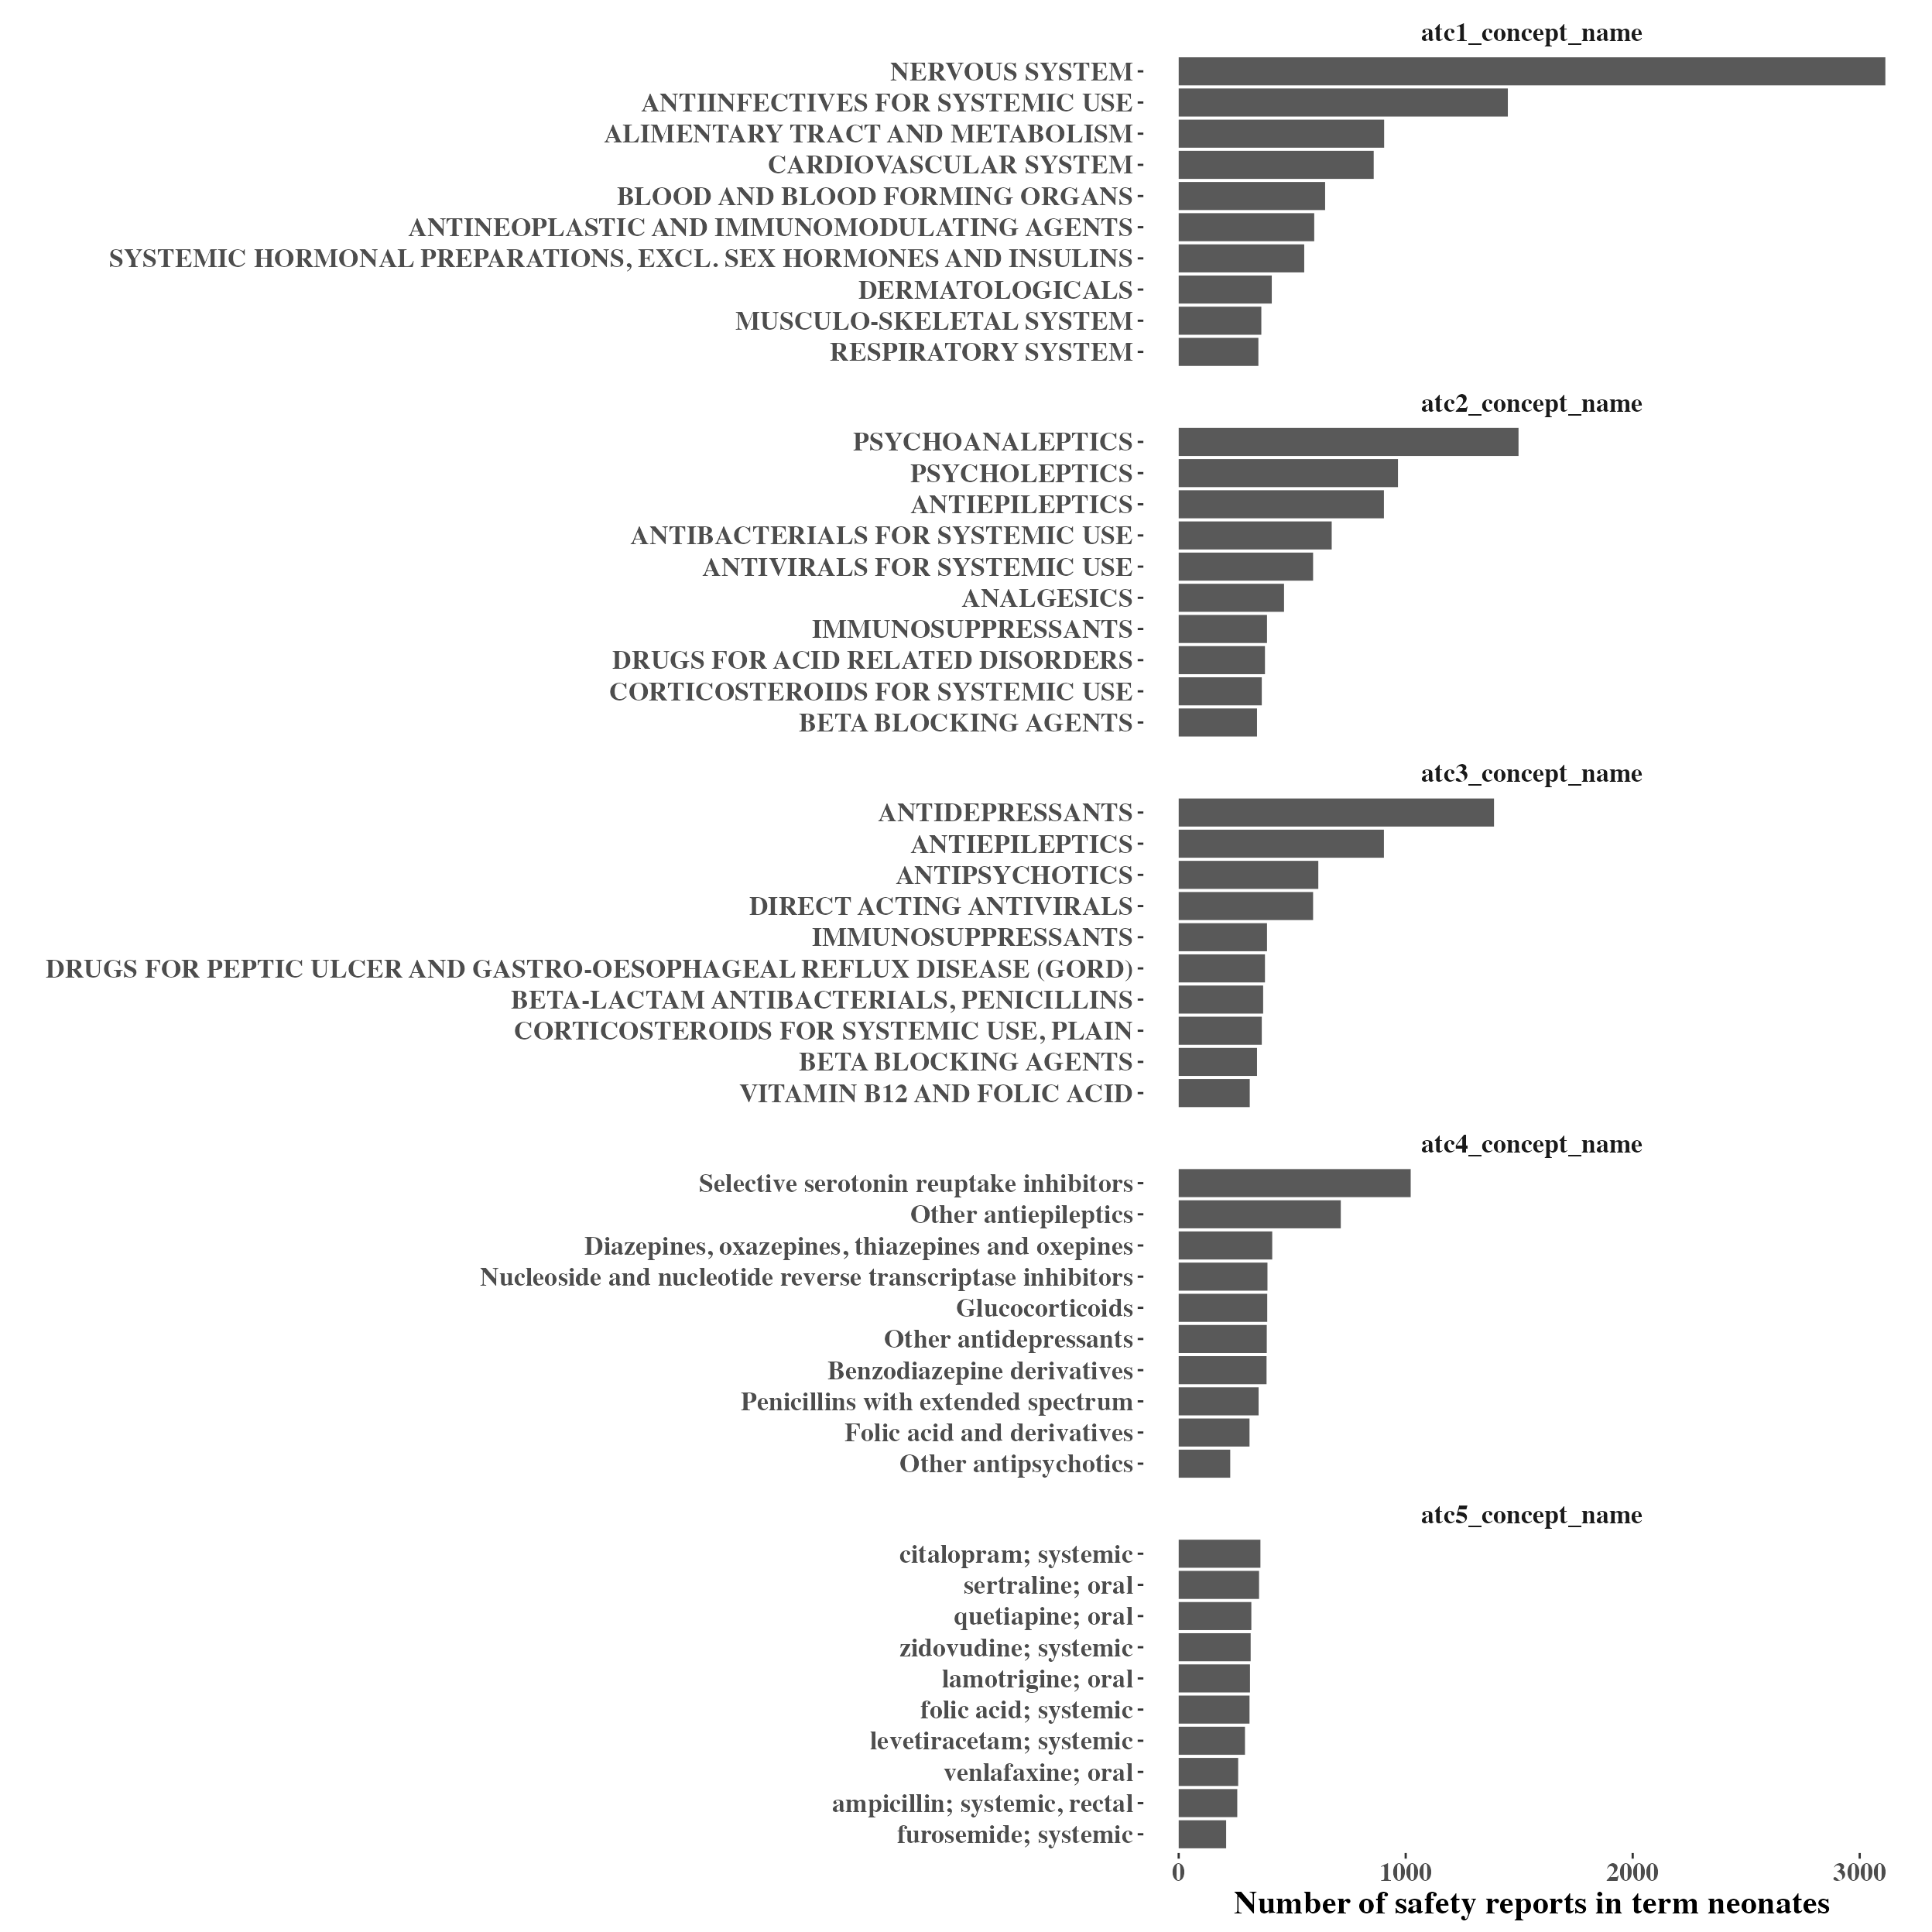 atc1_concept_name
NERVOUS SYSTEM
ANTIINFECTIVES FOR SYSTEMIC USE
ALIMENTARY TRACT AND METABOLISM
CARDIOVASCULAR SYSTEM
BLOOD AND BLOOD FORMING ORGANS
ANTINEOPLASTIC AND IMMUNOMODULATING AGENTS
SYSTEMIC HORMONAL PREPARATIONS, EXCL. SEX HORMONES AND INSULINS
DERMATOLOGICALS
MUSCULO-SKELETAL SYSTEM
RESPIRATORY SYSTEM
atc2_concept_name
PSYCHOANALEPTICS
PSYCHOLEPTICS
ANTIEPILEPTICS
ANTIBACTERIALS FOR SYSTEMIC USE
ANTIVIRALS FOR SYSTEMIC USE
ANALGESICS
IMMUNOSUPPRESSANTS
DRUGS FOR ACID RELATED DISORDERS
CORTICOSTEROIDS FOR SYSTEMIC USE
BETA BLOCKING AGENTS
atc3_concept_name
ANTIDEPRESSANTS
ANTIEPILEPTICS
ANTIPSYCHOTICS
DIRECT ACTING ANTIVIRALS
IMMUNOSUPPRESSANTS
DRUGS FOR PEPTIC ULCER AND GASTRO-OESOPHAGEAL REFLUX DISEASE (GORD)
BETA-LACTAM ANTIBACTERIALS, PENICILLINS
CORTICOSTEROIDS FOR SYSTEMIC USE, PLAIN
BETA BLOCKING AGENTS
VITAMIN B12 AND FOLIC ACID
atc4_concept_name
Selective serotonin reuptake inhibitors
Other antiepileptics
Diazepines, oxazepines, thiazepines and oxepines
Nucleoside and nucleotide reverse transcriptase inhibitors
Glucocorticoids
Other antidepressants
Benzodiazepine derivatives
Penicillins with extended spectrum
Folic acid and derivatives
Other antipsychotics
atc5_concept_name
citalopram; systemic
sertraline; oral
quetiapine; oral
zidovudine; systemic
lamotrigine; oral
folic acid; systemic
levetiracetam; systemic
venlafaxine; oral
ampicillin; systemic, rectal
furosemide; systemic
0 1000 2000 3000
Number of safety reports in term neonates